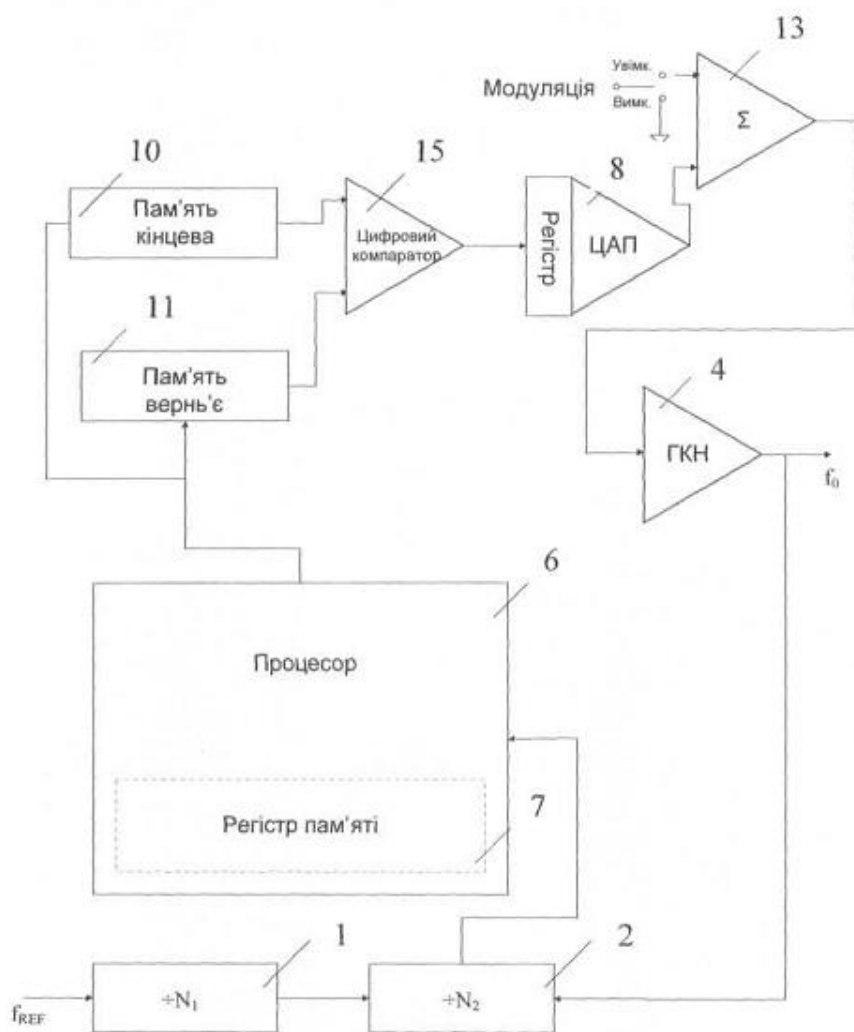 13
Увімк.
Модуляція
Вимк.
Σ
10
15
8
Пам'ять
кінцева
Цифровий
компаратор
Регістр
ЦАП
11
Пам'ять
вернь'є
4
ГКН
f₀
6
Процесор
Регістр пам'яті
7
1
2
÷N₁
÷N₂
fREF